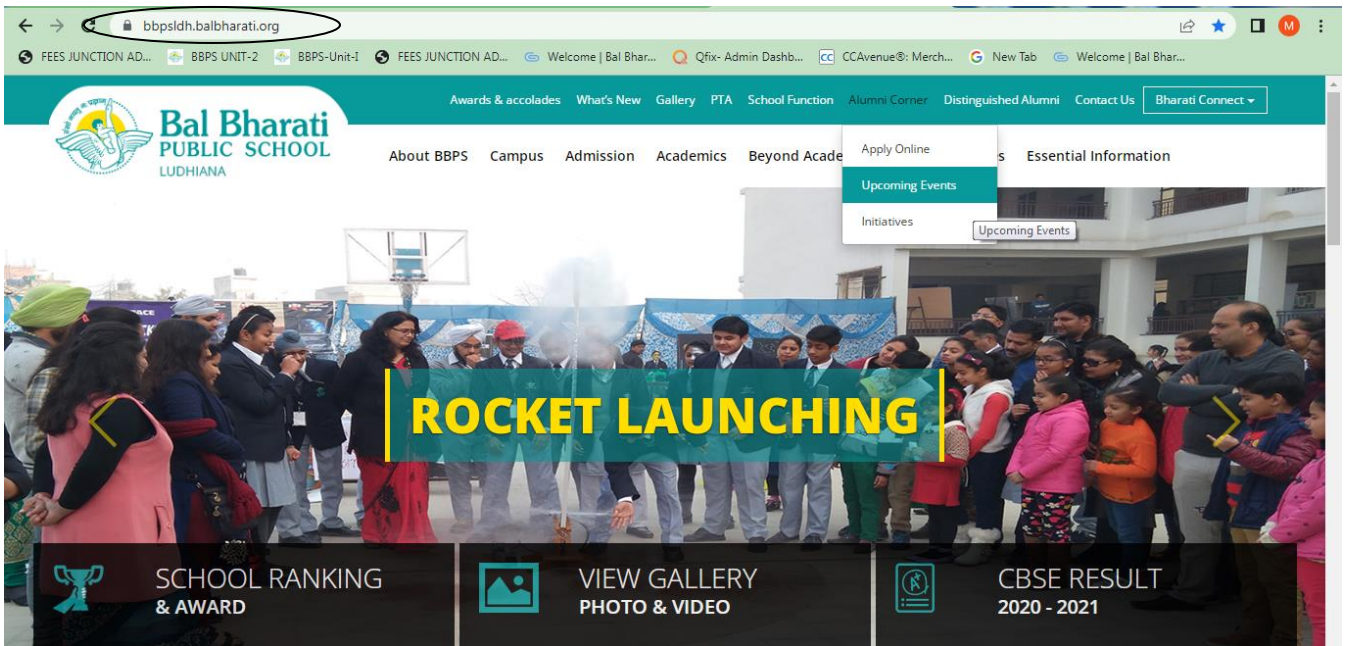 bbpsldh.balbharati.org
M
FEES JUNCTION AD... BBPS UNIT-2 BBPS-Unit-I FEES JUNCTION AD... Welcome | Bal Bhar... Qfix- Admin Dashb... CC CCAvenue®: Merch... New Tab Welcome | Bal Bhar...
Awards & accolades What's New Gallery PTA School Function Alumni Corner Distinguished Alumni Contact Us Bharati Connect
Bal Bharati
PUBLIC SCHOOL
LUDHIANA
About BBPS Campus Admission Academics Beyond Acade s Essential Information
Apply Online
Upcoming Events
Initiatives
Upcoming Events
ROCKET LAUNCHING
SCHOOL RANKING
& AWARD
VIEW GALLERY
PHOTO & VIDEO
CBSE RESULT
2020 - 2021